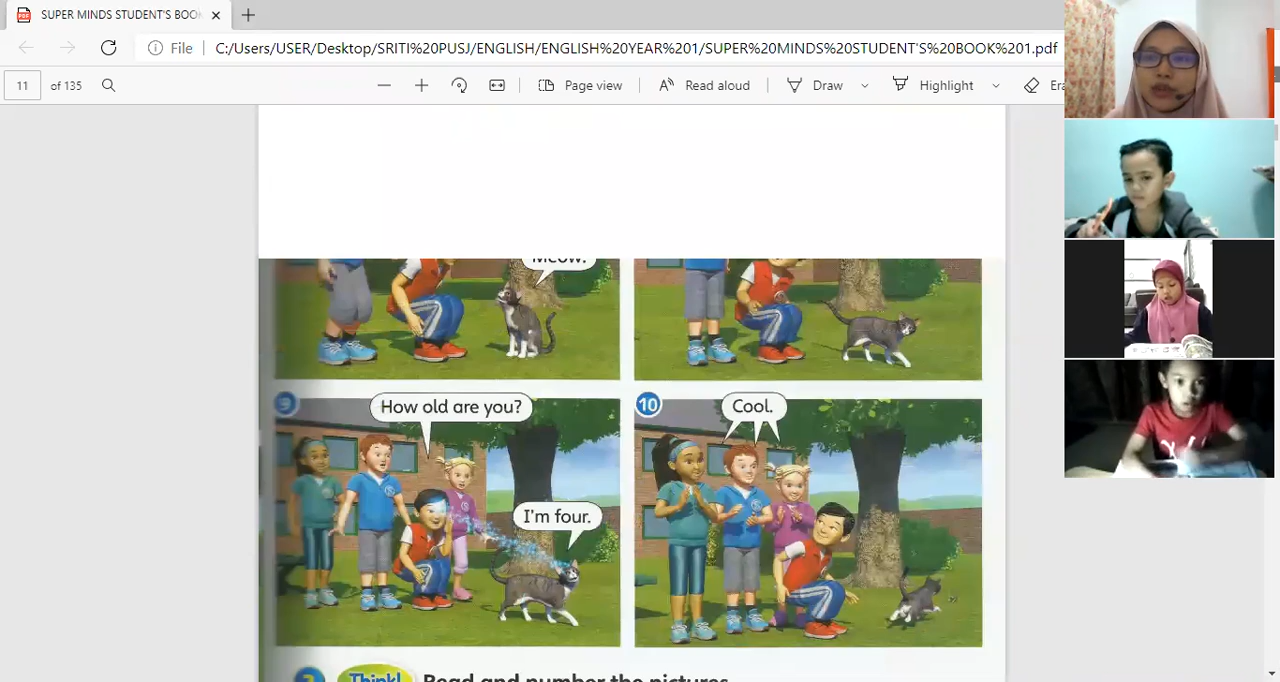 SUPER MINDS STUDENT'S BOO
File
C:/Users/USER/Desktop/SRITI%20PUSJ/ENGLISH/ENGLISH%20YEAR%201/SUPER%20MINDS%20STUDENT'S%20BOOK%201.pdf
11 of 135
Page view
Read aloud
Draw
Highlight
Era
Meow.
9
How old are you?
I'm four.
10
Cool.
2 Think! Read and number the pictures.